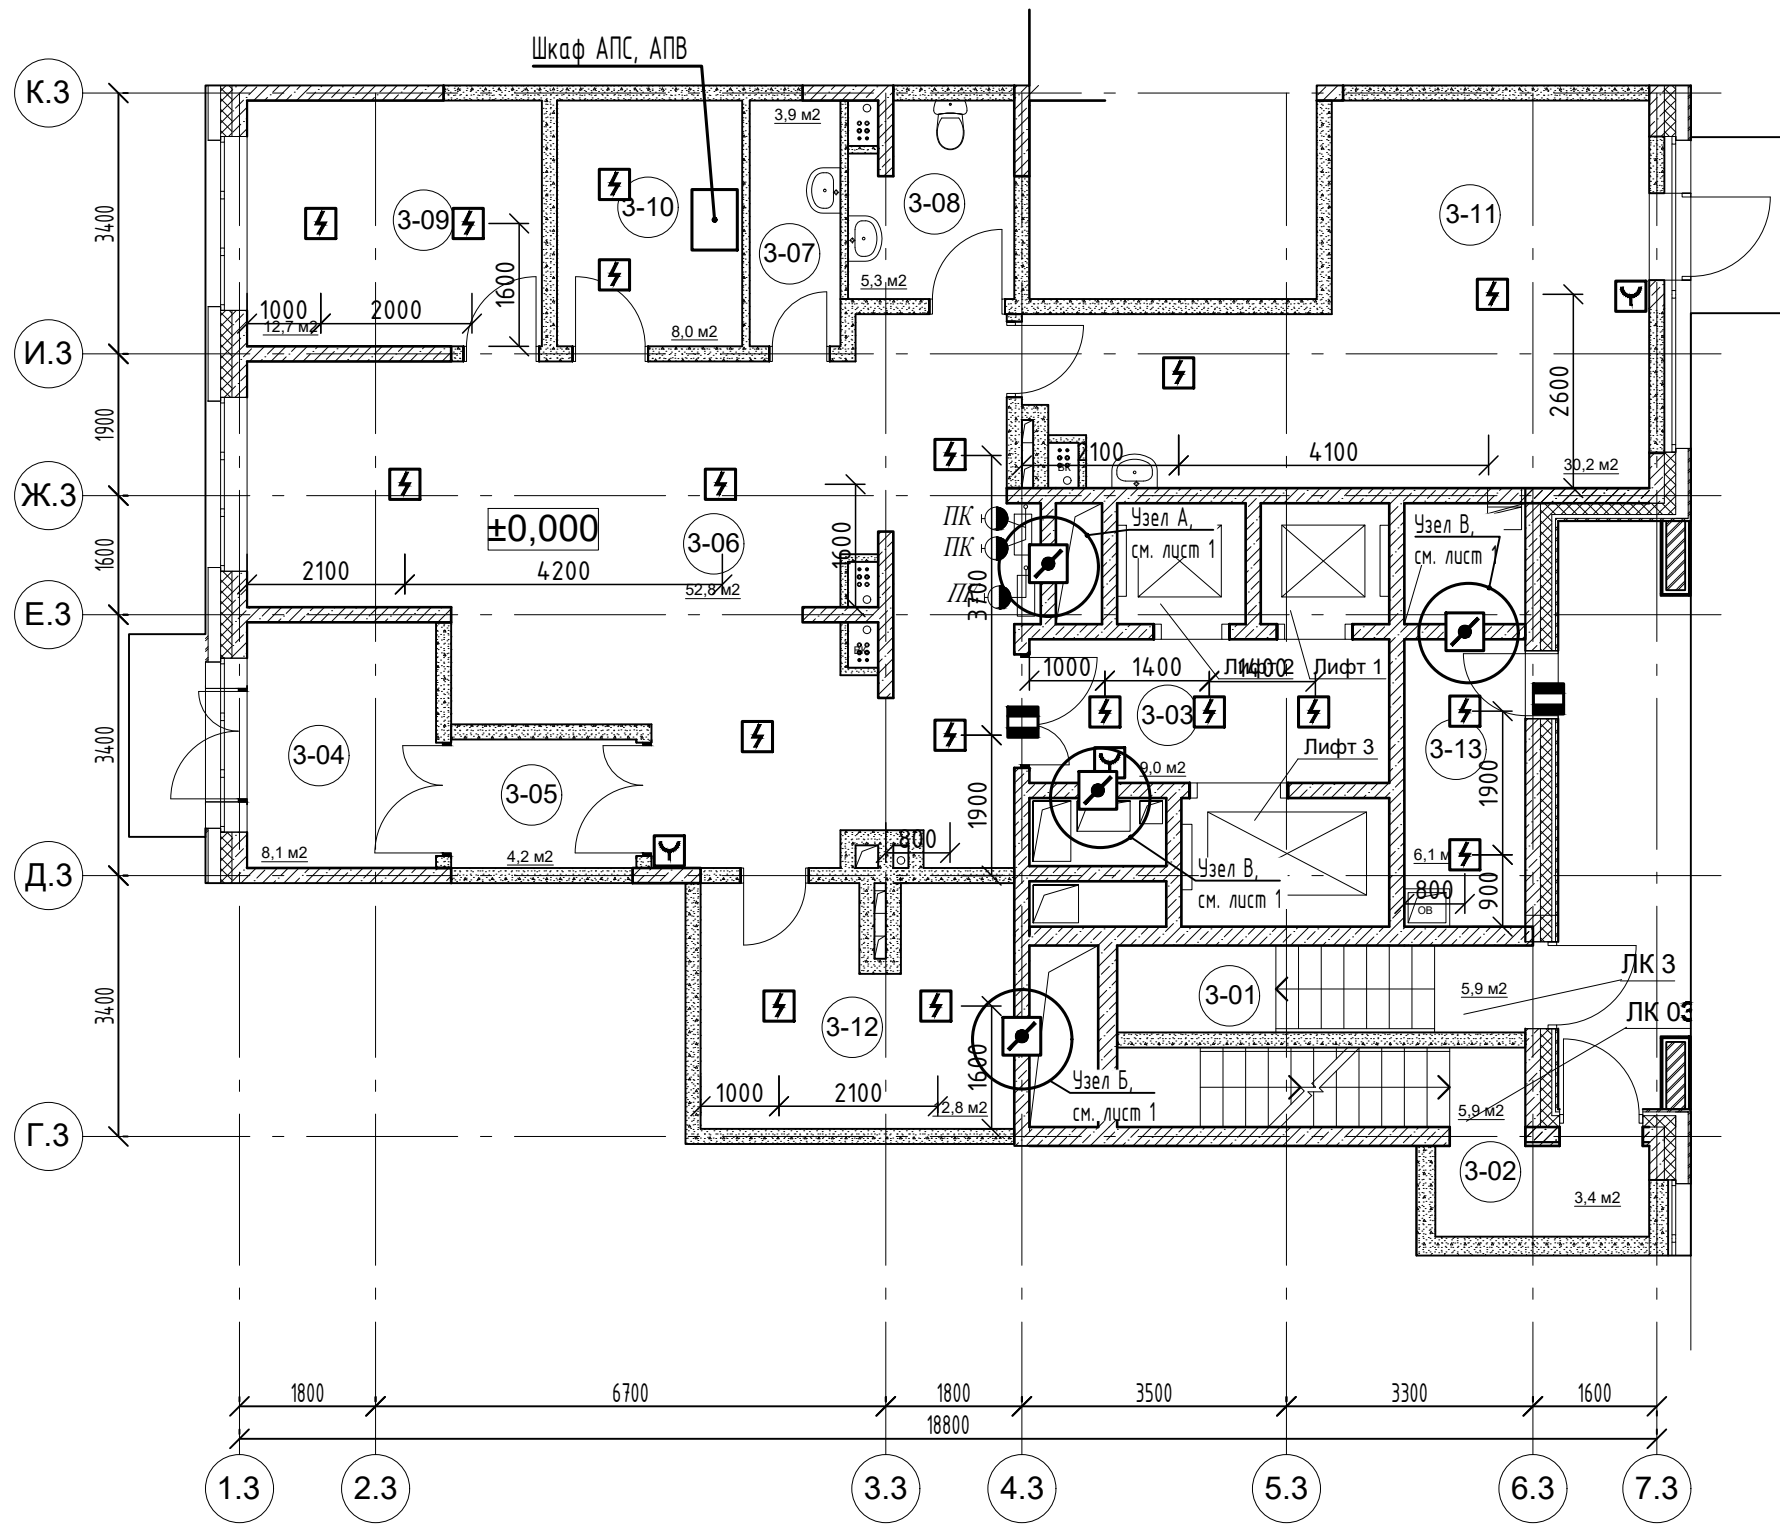 Шкаф АПС, АПВ
К.3
3,9 м2
3-09
3-10
3-07
3-08
3-11
3400
1600
1000
2000
12,7 м2
8,0 м2
5,3 м2
И.3
2600
1900
2100
4100
30,2 м2
ВК
Ж.3
±0,000
3-06
1600
ПК
ПК
ПК
Узел А,
см. лист 1
Узел В,
см. лист 1
1600
2100
4200
52,8 м2
3700
Е.3
1000
1400
1400
Лифт 2
Лифт 1
3-03
3-13
3400
3-04
3-05
Лифт 3
9,0 м2
1900
1900
800
8,1 м2
4,2 м2
6,1 м
Д.3
Узел В,
см. лист 1
800
900
ОВ
3400
3-12
3-01
5,9 м2
ЛК 3
ЛК 03
1600
1000
2100
2,8 м2
Узел Б,
см. лист 1
5,9 м2
Г.3
3-02
3,4 м2
1800
6700
1800
3500
3300
1600
18800
1.3
2.3
3.3
4.3
5.3
6.3
7.3